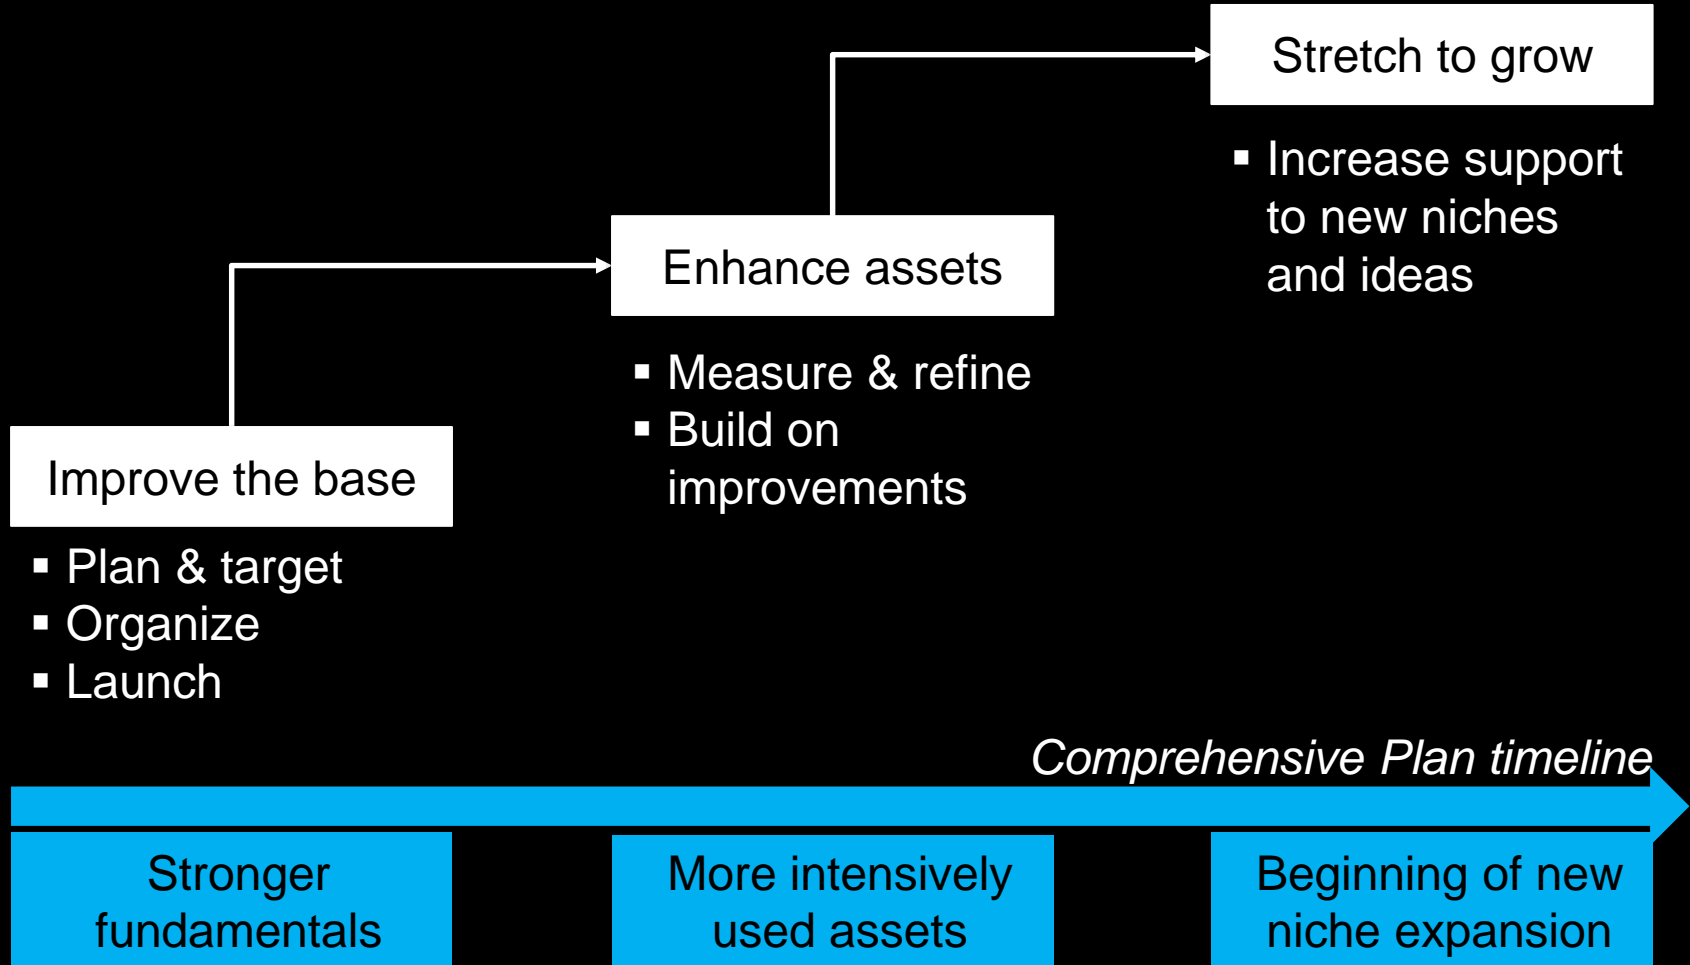 Stretch to grow
▪ Increase support
to new niches
and ideas
Enhance assets
▪ Measure & refine
▪ Build on
improvements
Improve the base
▪ Plan & target
▪ Organize
▪ Launch
Comprehensive Plan timeline
Stronger
fundamentals
More intensively
used assets
Beginning of new
niche expansion